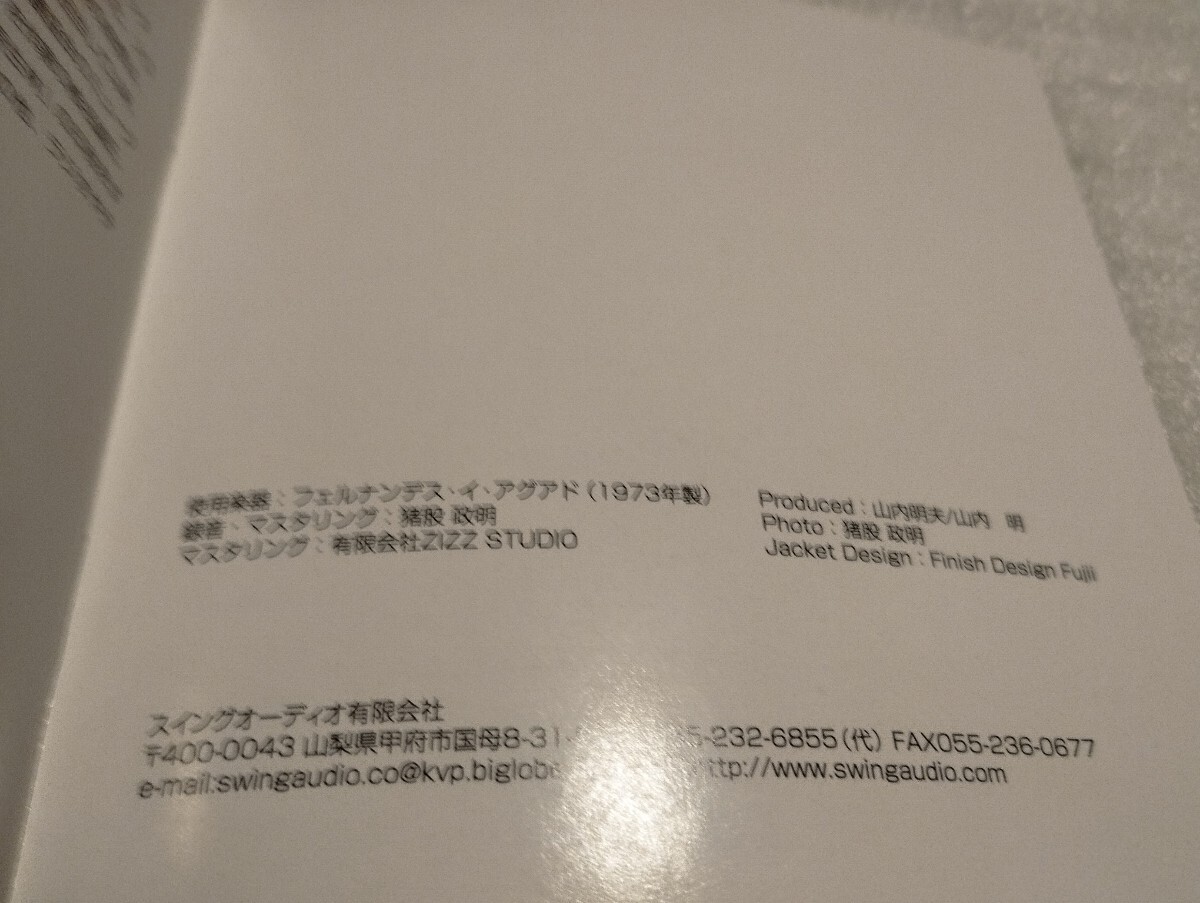 使用楽器：フェルナンデス・イ・アグアド（1973年製）
録音、マスタリング：猪股 政明
マスタリング：有限会社ZIZZ STUDIO
Produced：山内明夫/山内　明
Photo：猪股 政明
Jacket Design：Finish Design Fujii
スイングオーディオ有限会社
〒400-0043 山梨県甲府市国母8-31- 5-232-6855（代） FAX055-236-0677
e-mail:swingaudio.co@kvp.biglobe ttp://www.swingaudio.com